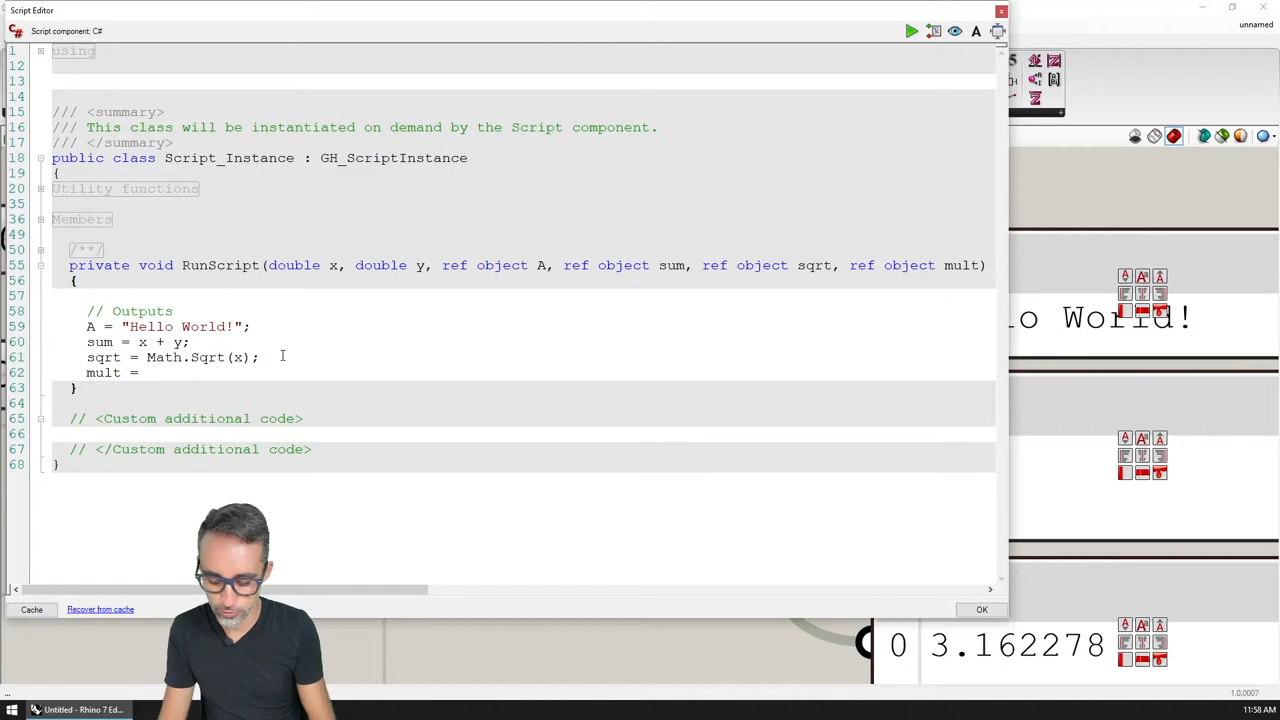 Script Editor
C# Script component: C#
unnamed
1 using
12
13
14
15 /// <summary>
16 /// This class will be instantiated on demand by the Script component.
17 /// </summary>
18 public class Script_Instance : GH_ScriptInstance
19 {
20 Utility functions
35
36 Members
49
50 /**/
55 private void RunScript(double x, double y, ref object A, ref object sum, ref object sqrt, ref object mult)
56 {
57
58 // Outputs
59 A = "Hello World!";
60 sum = x + y;
61 sqrt = Math.Sqrt(x);
62 mult =
63 }
64
65 // <Custom additional code>
66
67 // </Custom additional code>
68 }
lo World!
Cache
Recover from cache
OK
0 3.162278
...
1.0.0007
Untitled - Rhino 7 Ed...
11:58 AM